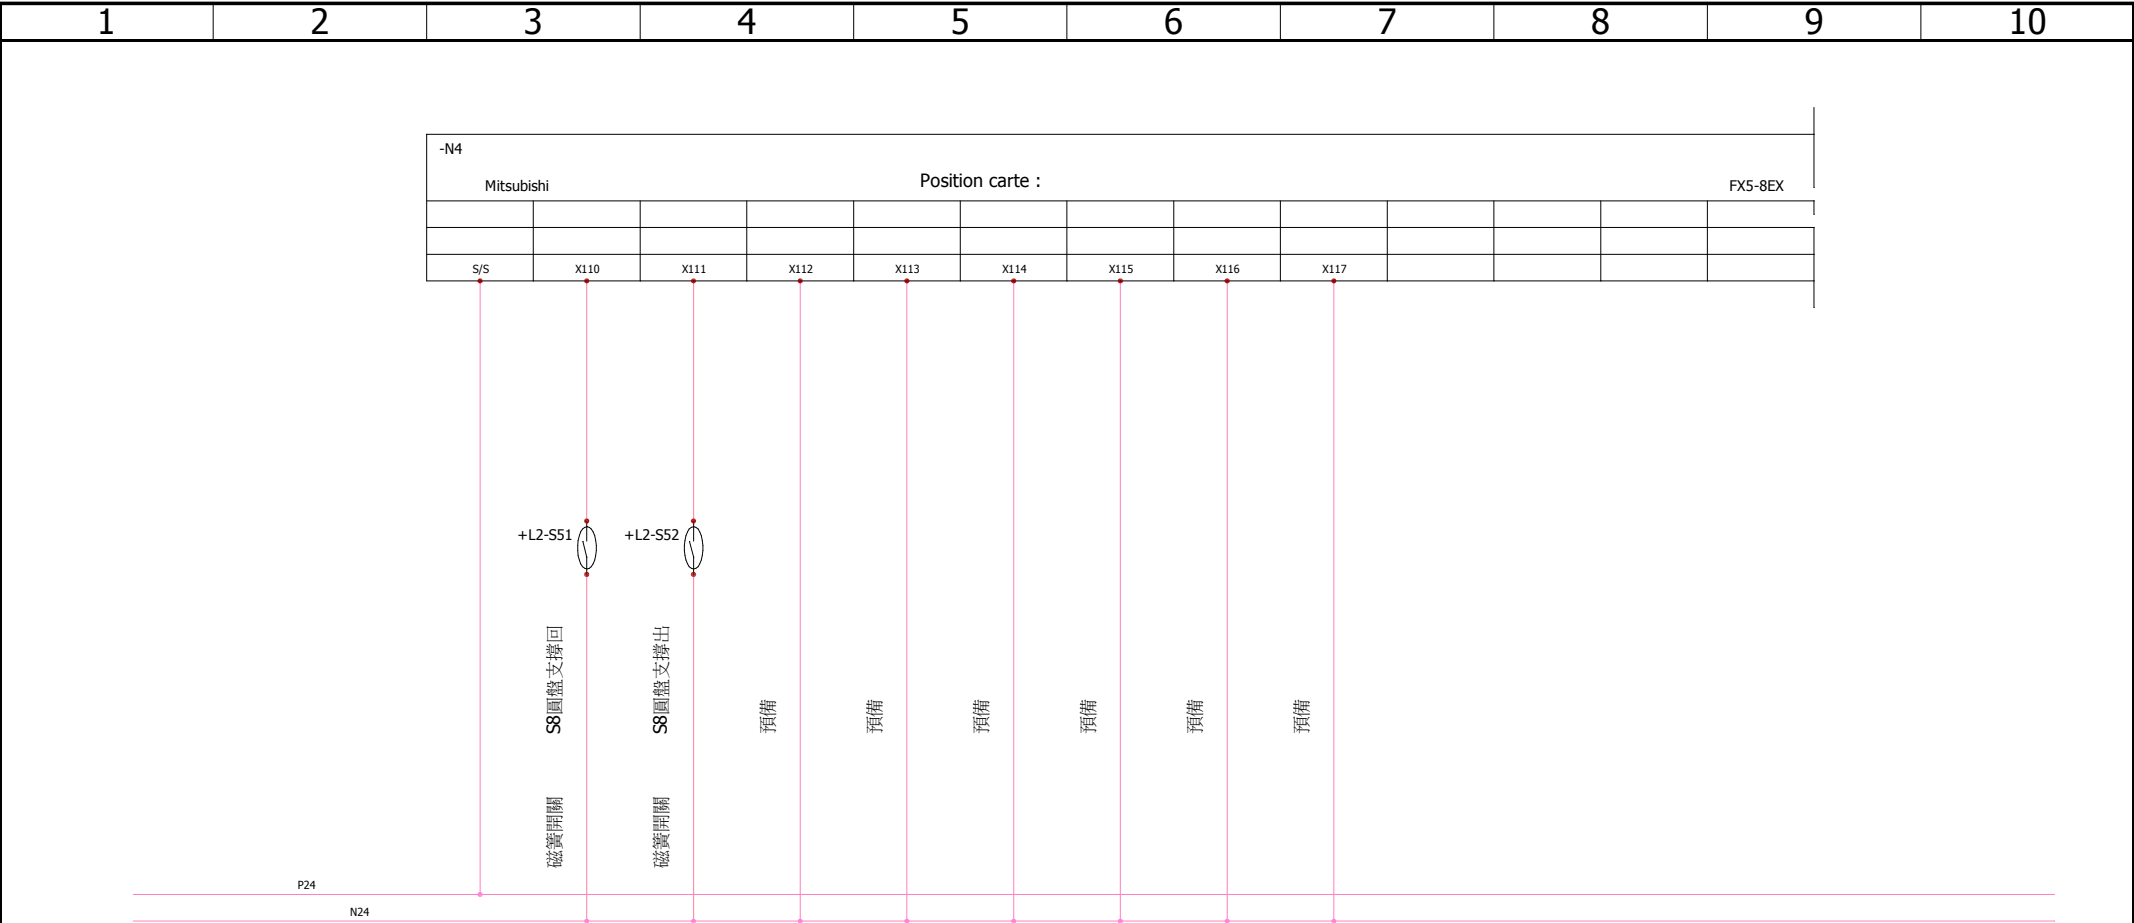 1 2 3 4 5 6 7 8 9 10
-N4
Mitsubishi Position carte : FX5-8EX
S/S X110 X111 X112 X113 X114 X115 X116 X117
+L2-S51 +L2-S52
S8圓盤支撐回
磁簧開關
S8圓盤支撐出
磁簧開關
預備
預備
預備
預備
預備
預備
P24
N24